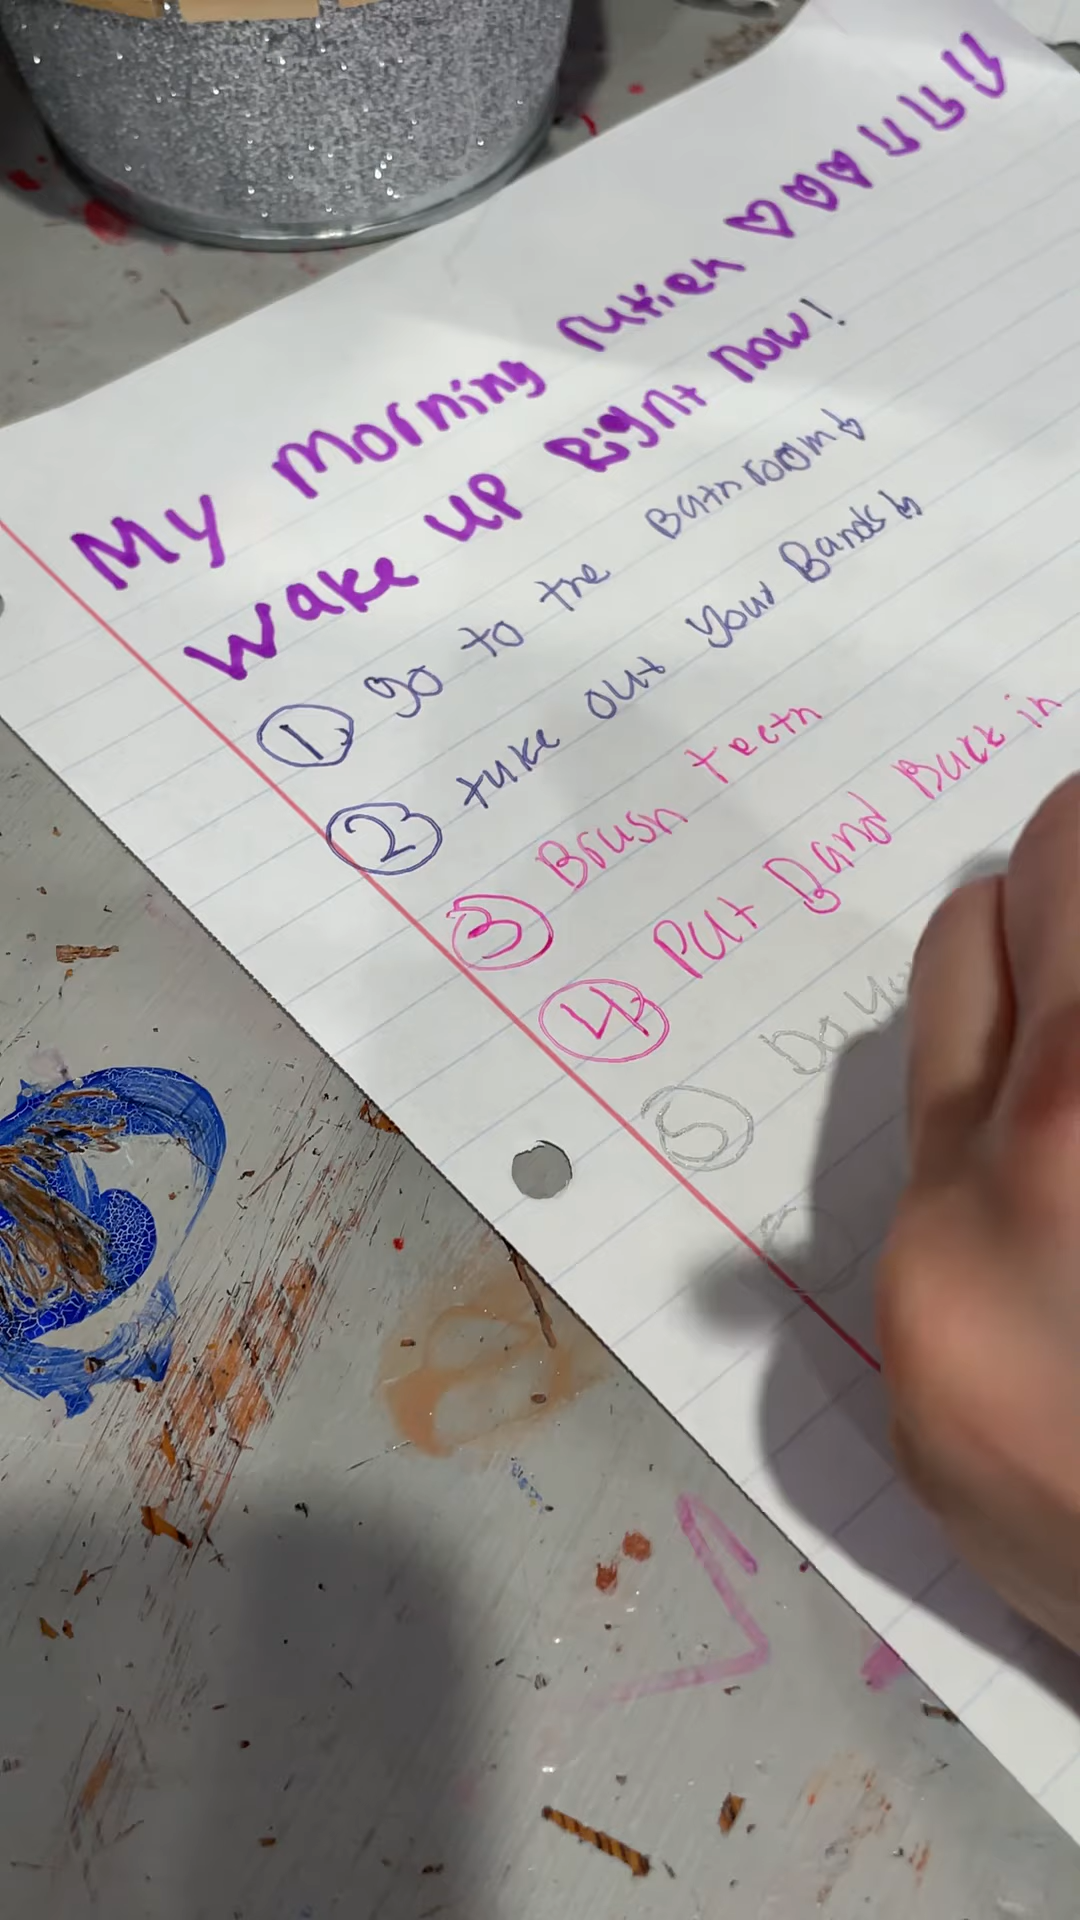 My morning rutien ♡♡♡
wake up Right now!
① go to the Bathroom
② take out your Bands
③ Brush teeth
④ Put Band Back in
⑤ Do